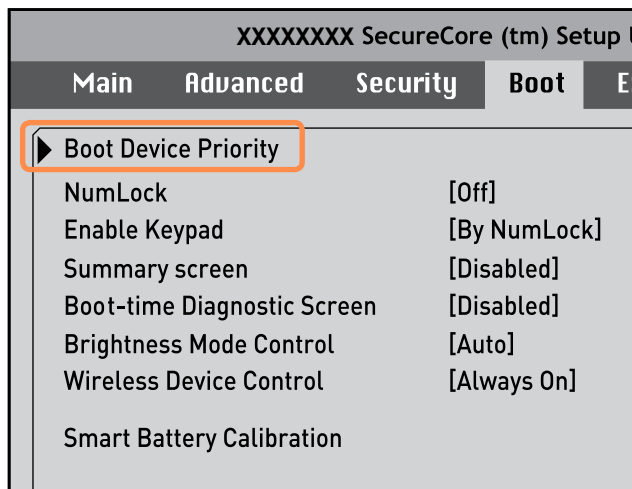 XXXXXXXX SecureCore (tm) Setup
Main Advanced Security Boot
Boot Device Priority
NumLock [Off]
Enable Keypad [By NumLock]
Summary screen [Disabled]
Boot-time Diagnostic Screen [Disabled]
Brightness Mode Control [Auto]
Wireless Device Control [Always On]
Smart Battery Calibration